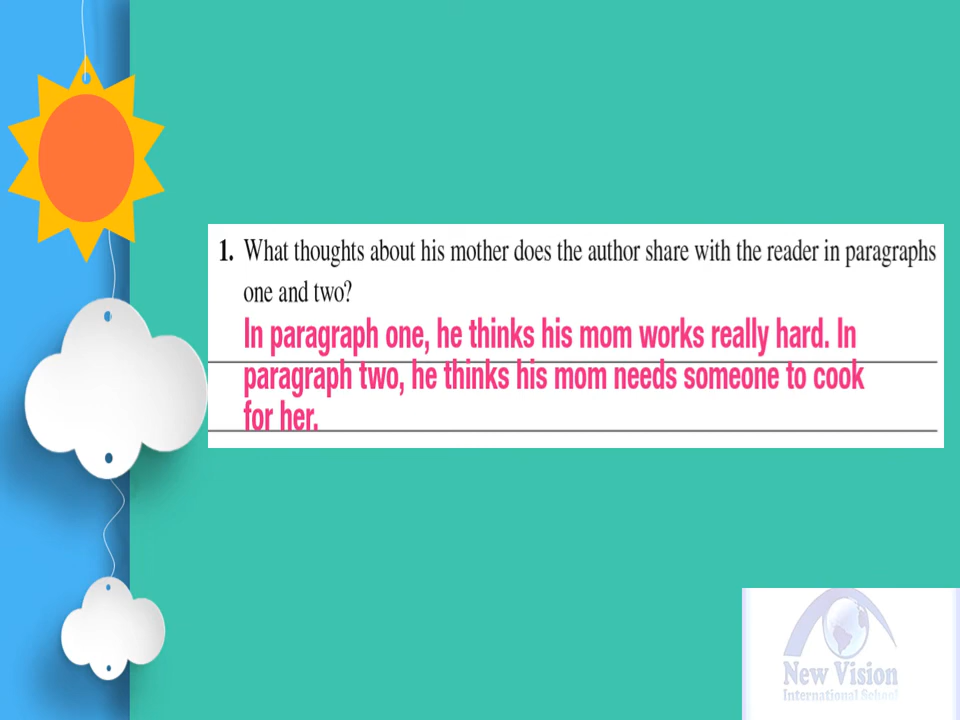 1. What thoughts about his mother does the author share with the reader in paragraphs
one and two?
In paragraph one, he thinks his mom works really hard. In
paragraph two, he thinks his mom needs someone to cook
for her.
New Vision
International School